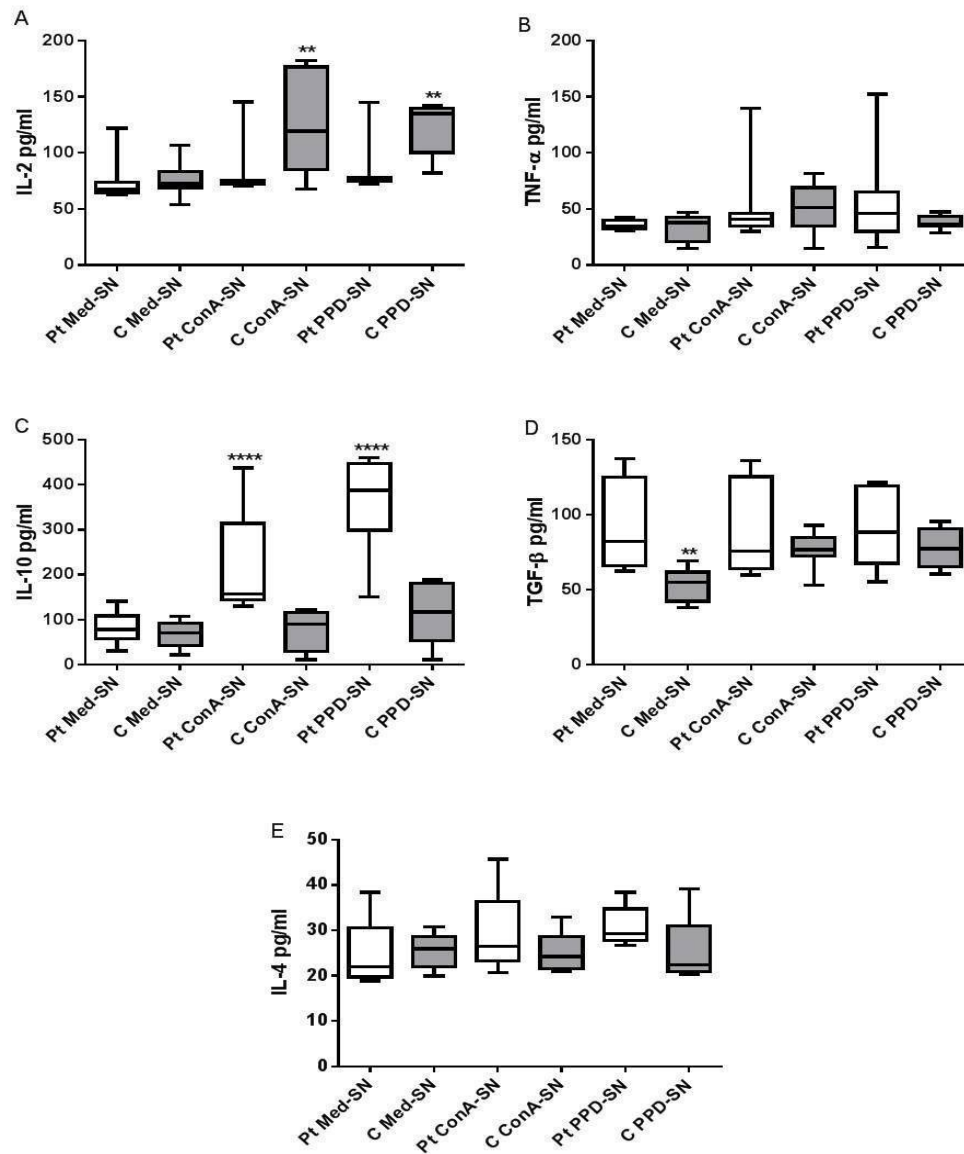 A
IL-2 pg/ml
200
150
100
50
0
**
**
Pt Med-SN
C Med-SN
Pt ConA-SN
C ConA-SN
Pt PPD-SN
C PPD-SN
B
TNF-α pg/ml
200
150
100
50
0
Pt Med-SN
C Med-SN
Pt ConA-SN
C ConA-SN
Pt PPD-SN
C PPD-SN
C
IL-10 pg/ml
500
400
300
200
100
0
****
****
Pt Med-SN
C Med-SN
Pt ConA-SN
C ConA-SN
Pt PPD-SN
C PPD-SN
D
TGF-β pg/ml
150
100
50
0
**
Pt Med-SN
C Med-SN
Pt ConA-SN
C ConA-SN
Pt PPD-SN
C PPD-SN
E
IL-4 pg/ml
50
40
30
20
10
0
Pt Med-SN
C Med-SN
Pt ConA-SN
C ConA-SN
Pt PPD-SN
C PPD-SN